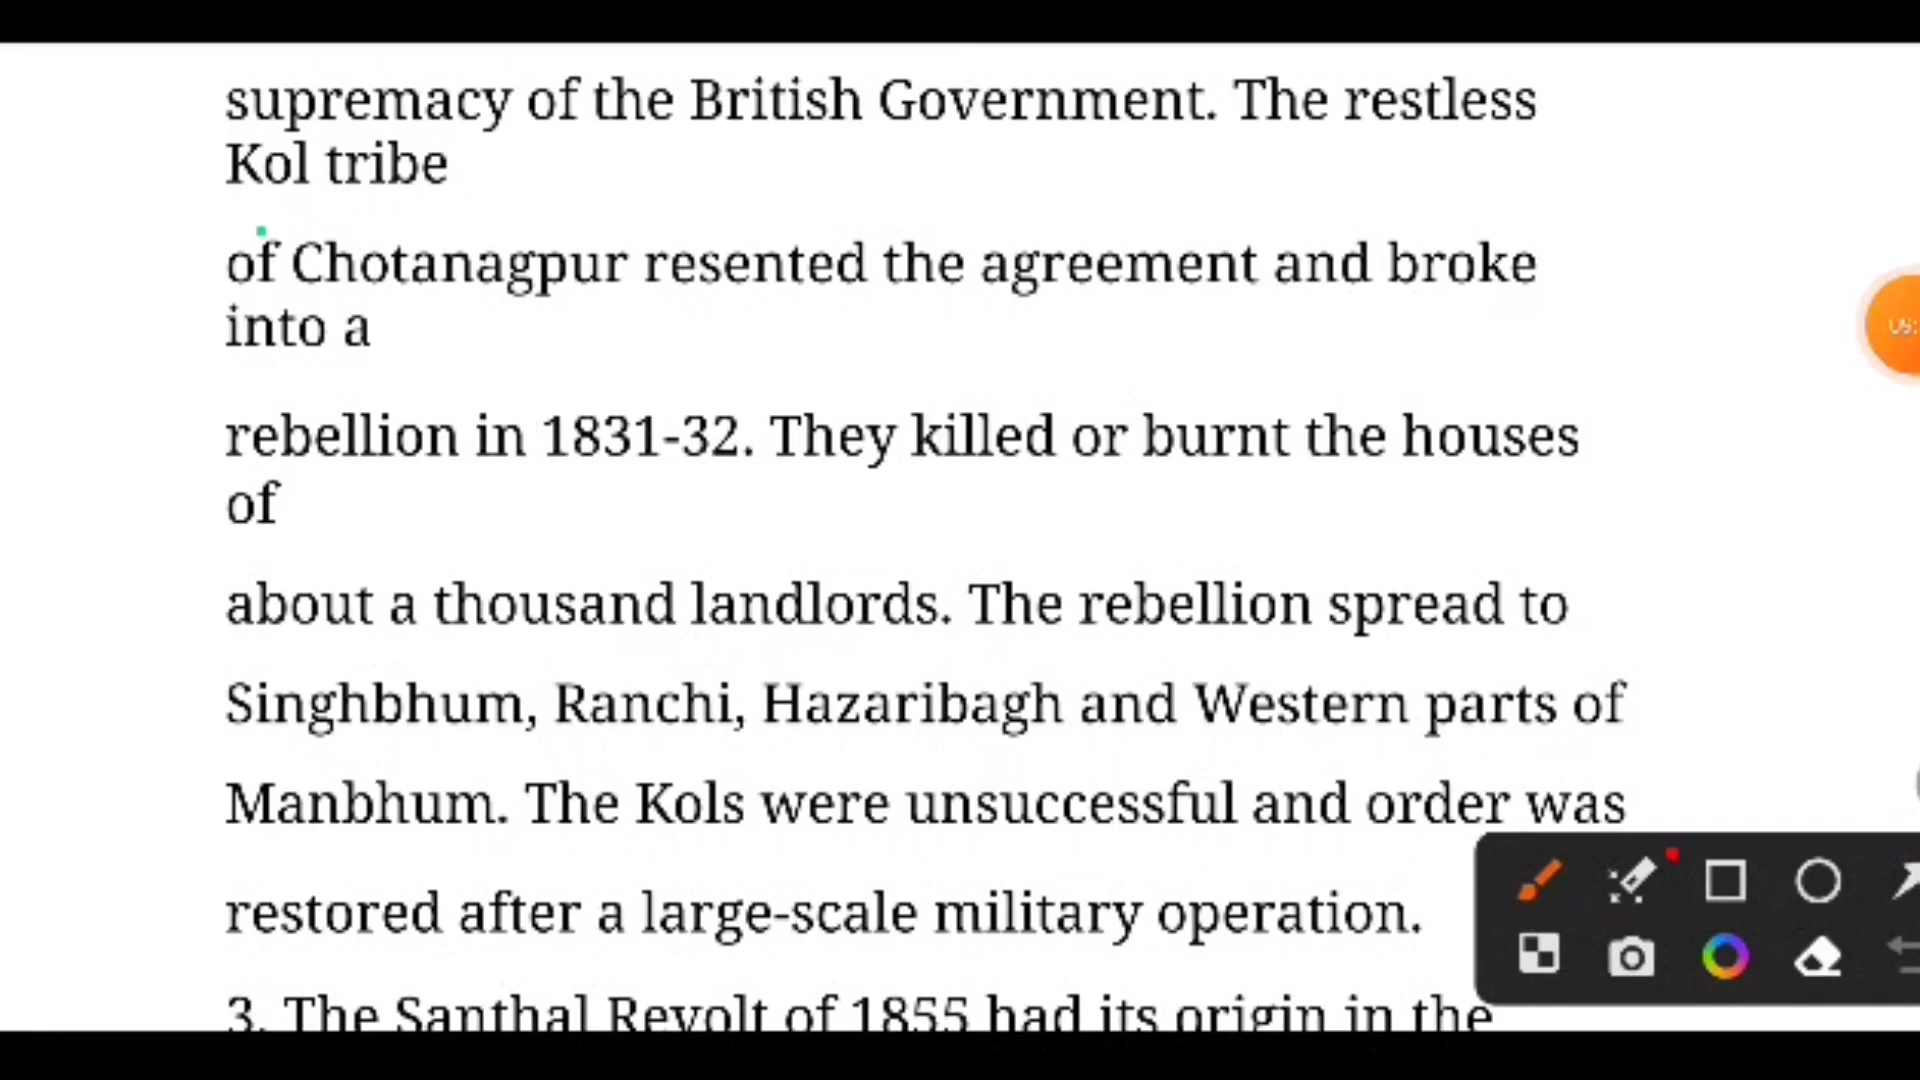 supremacy of the British Government. The restless
Kol tribe
of Chotanagpur resented the agreement and broke
into a
rebellion in 1831-32. They killed or burnt the houses
of
about a thousand landlords. The rebellion spread to
Singhbhum, Ranchi, Hazaribagh and Western parts of
Manbhum. The Kols were unsuccessful and order was
restored after a large-scale military operation.
3. The Santhal Revolt of 1855 had its origin in the